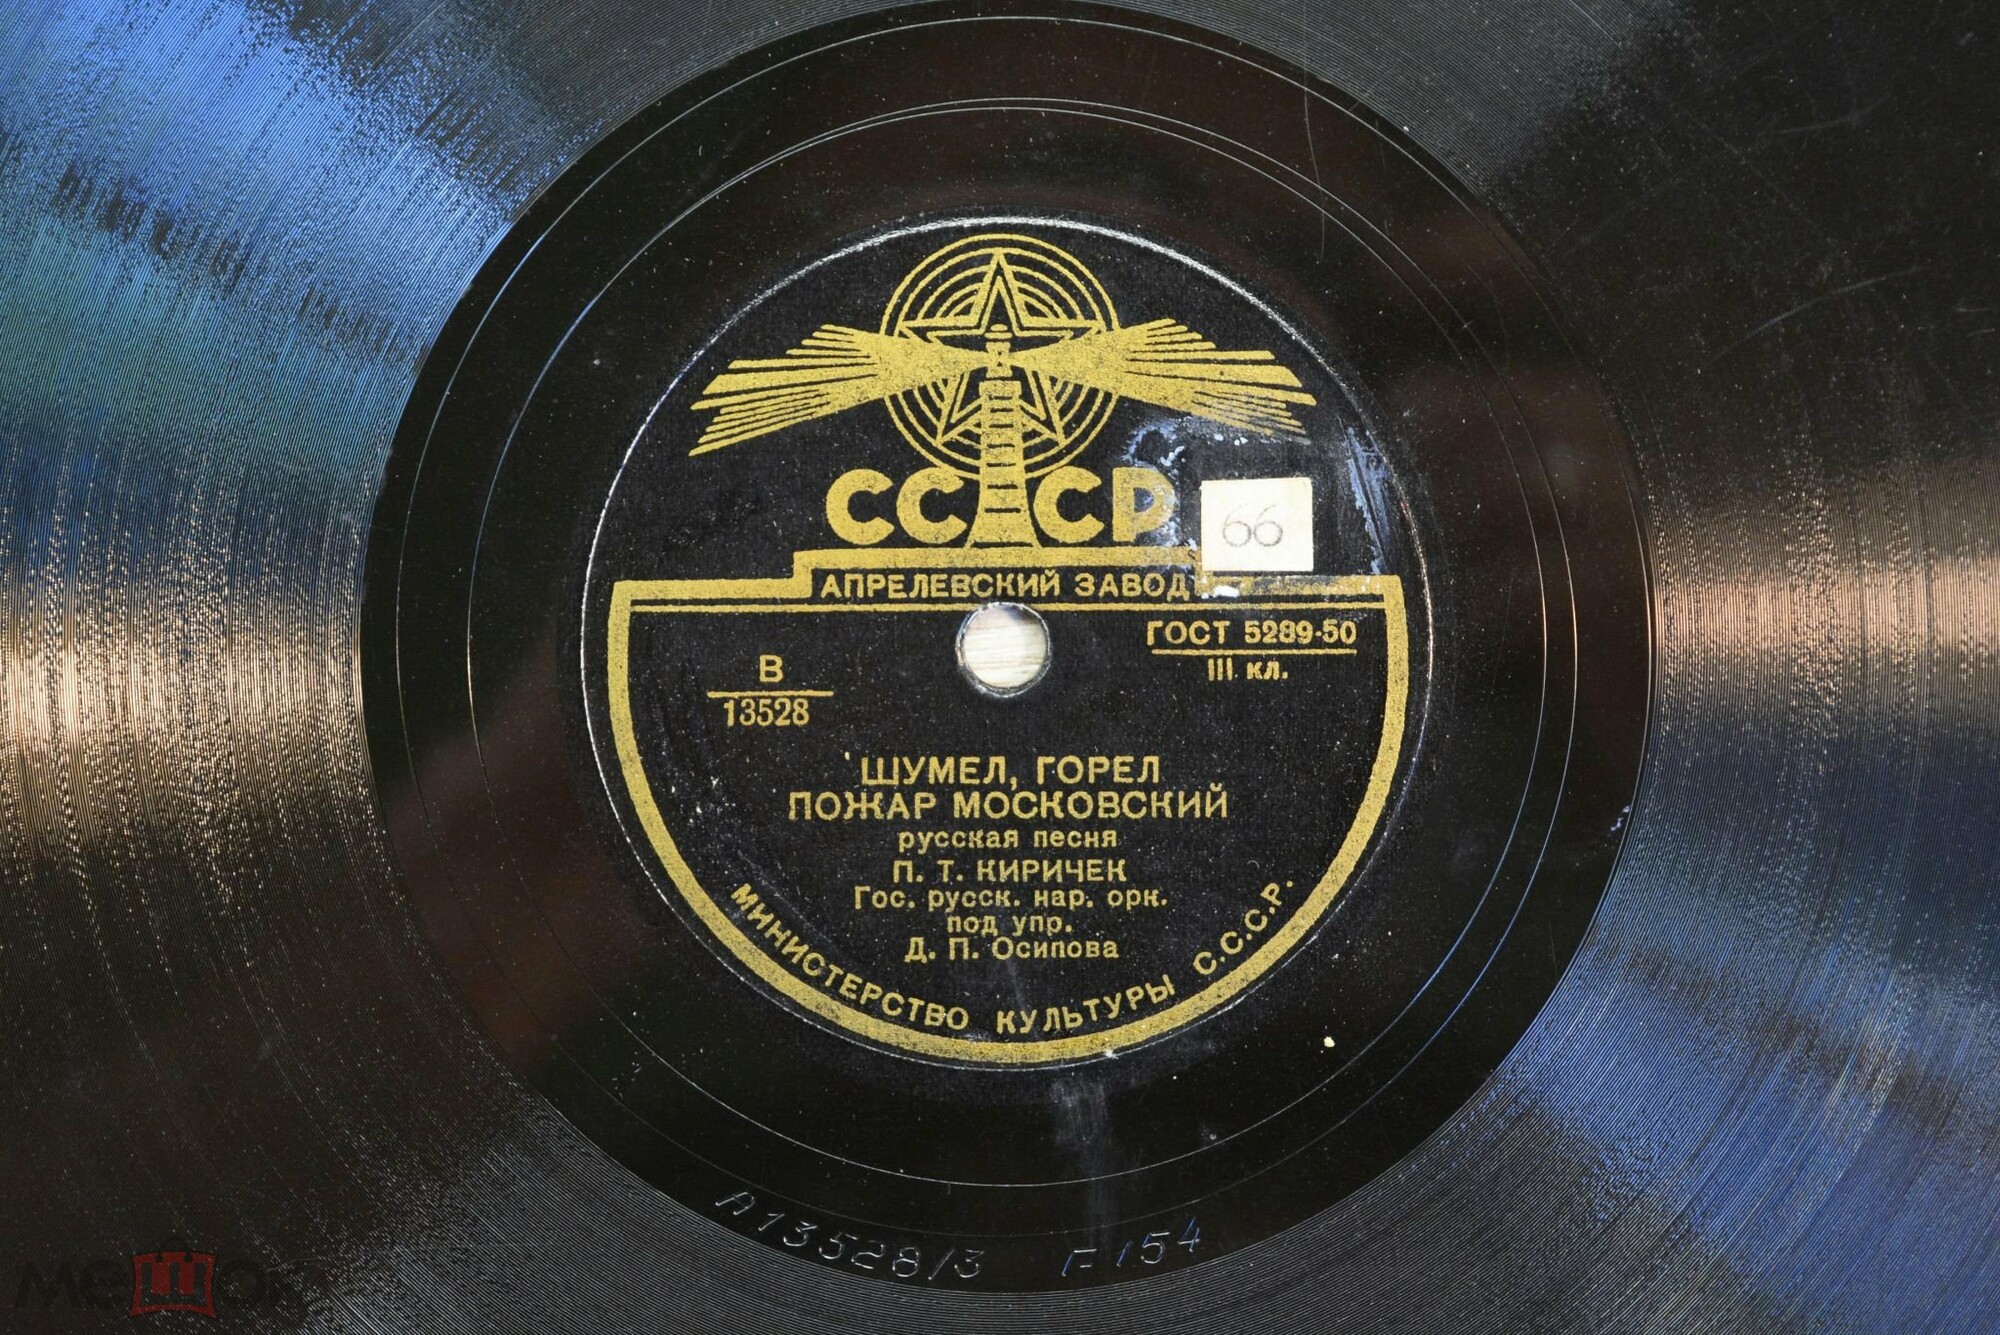 СССР
66
АПРЕЛЕВСКИЙ ЗАВОД
ГОСТ 5289-50
III кл.
В
13528
ШУМЕЛ, ГОРЕЛ
ПОЖАР МОСКОВСКИЙ
русская песня
П. Т. КИРИЧЕК
Гос. русск. нар. орк.
под упр.
Д. П. Осипова
МИНИСТЕРСТВО КУЛЬТУРЫ С.С.С.Р.
А13528/3 Г154
мешок